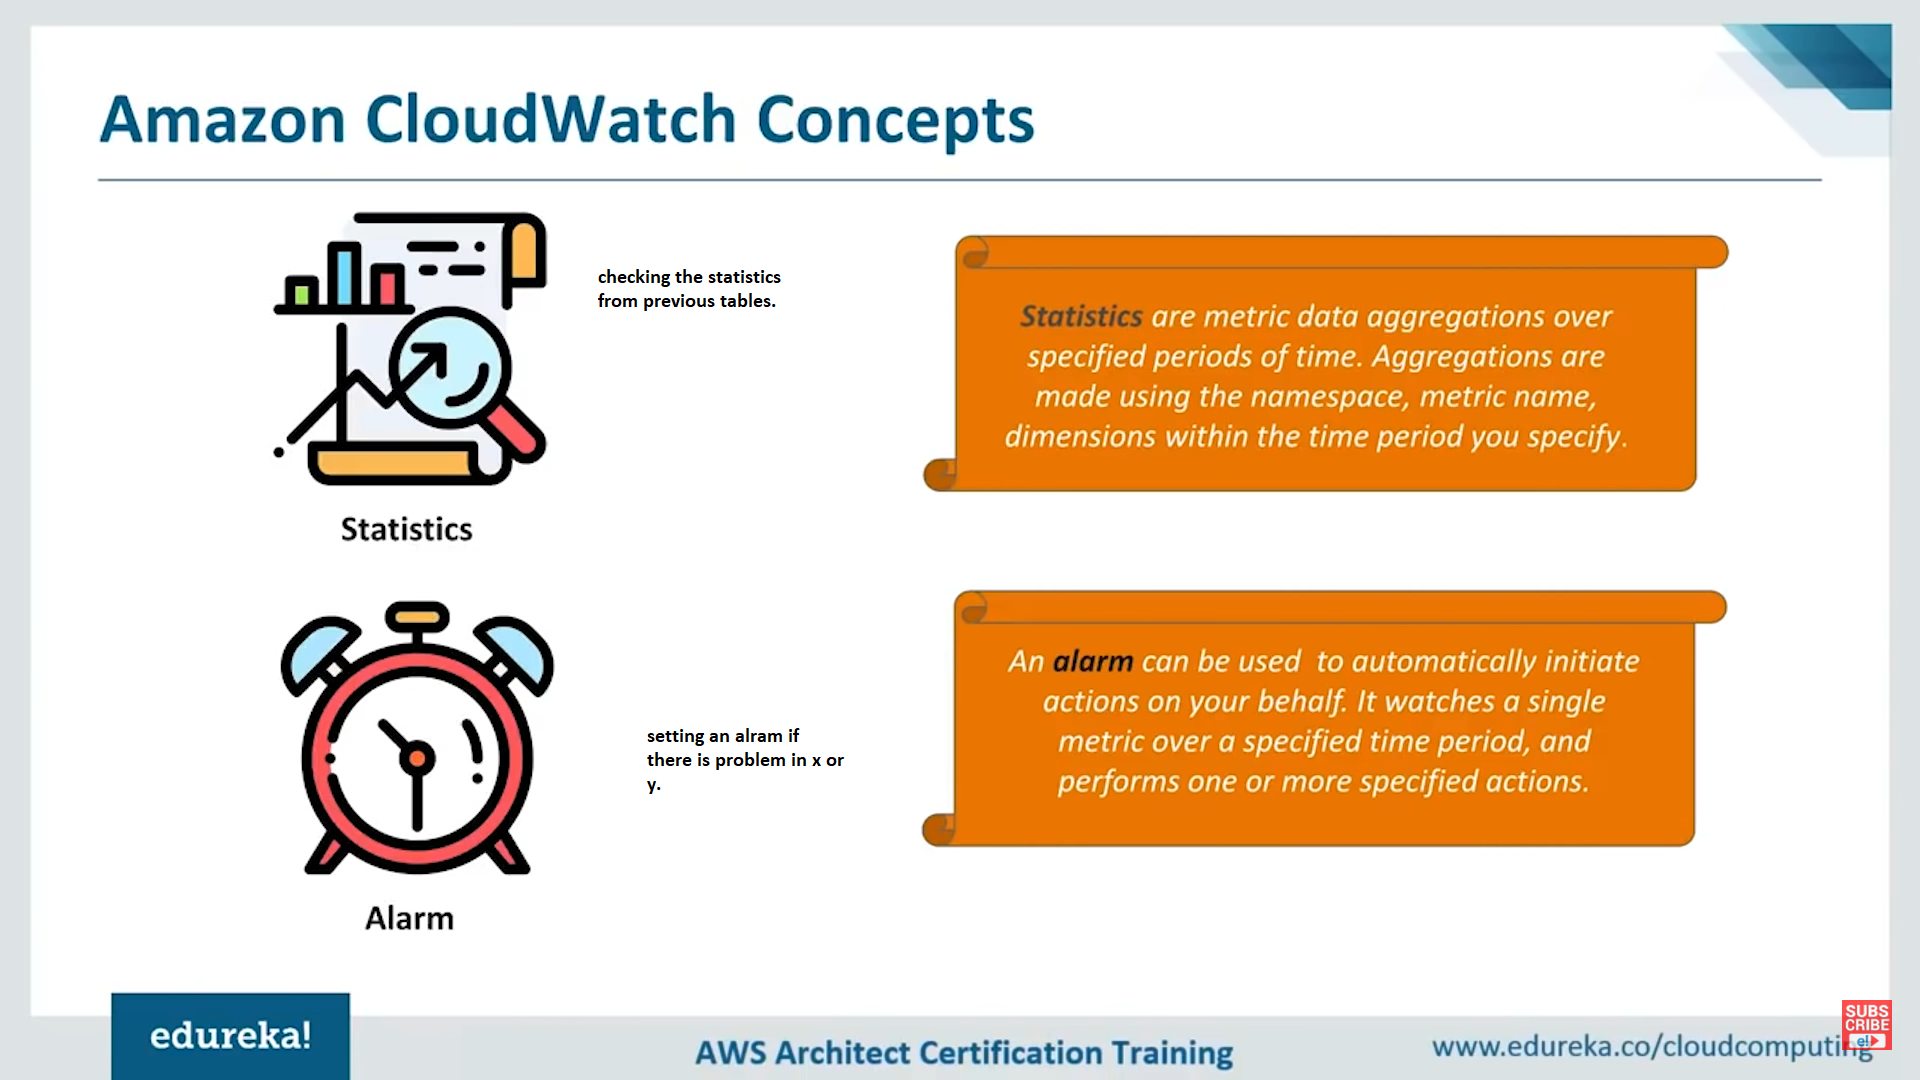 Amazon CloudWatch Concepts
checking the statistics
from previous tables.
Statistics are metric data aggregations over
specified periods of time. Aggregations are
made using the namespace, metric name,
dimensions within the time period you specify.
Statistics
setting an alram if
there is problem in x or
y.
An alarm can be used  to automatically initiate
actions on your behalf. It watches a single
metric over a specified time period, and
performs one or more specified actions.
Alarm
edureka!
AWS Architect Certification Training
www.edureka.co/cloudcomputing
SUBS
CRIBE
e!